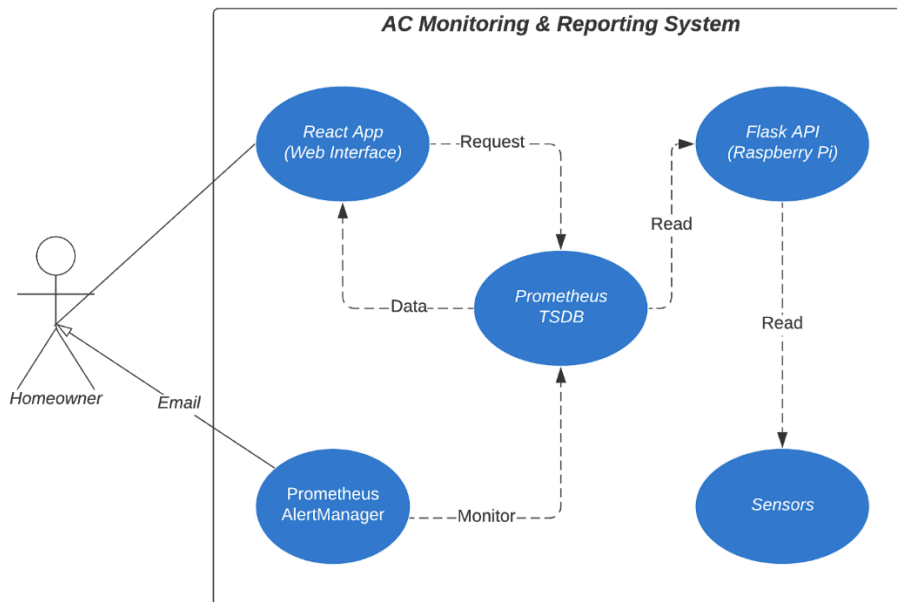 AC Monitoring & Reporting System
React App
(Web Interface)
Request
Flask API
(Raspberry Pi)
Read
Prometheus
TSDB
Data
Read
Homeowner
Email
Prometheus
AlertManager
Monitor
Sensors